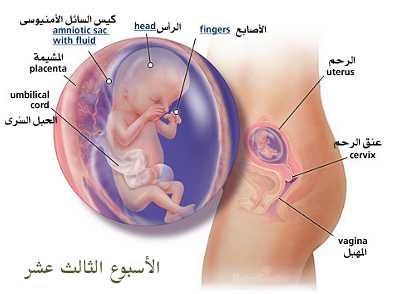 كيس السائل الأمنيوسى
amniotic sac
with fluid
head الرأس
fingers الأصابع
المشيمة
placenta
umbilical
cord
الحبل السرى
الرحم
uterus
عنق الرحم
cervix
vagina
المهبل
الأسبوع الثالث عشر